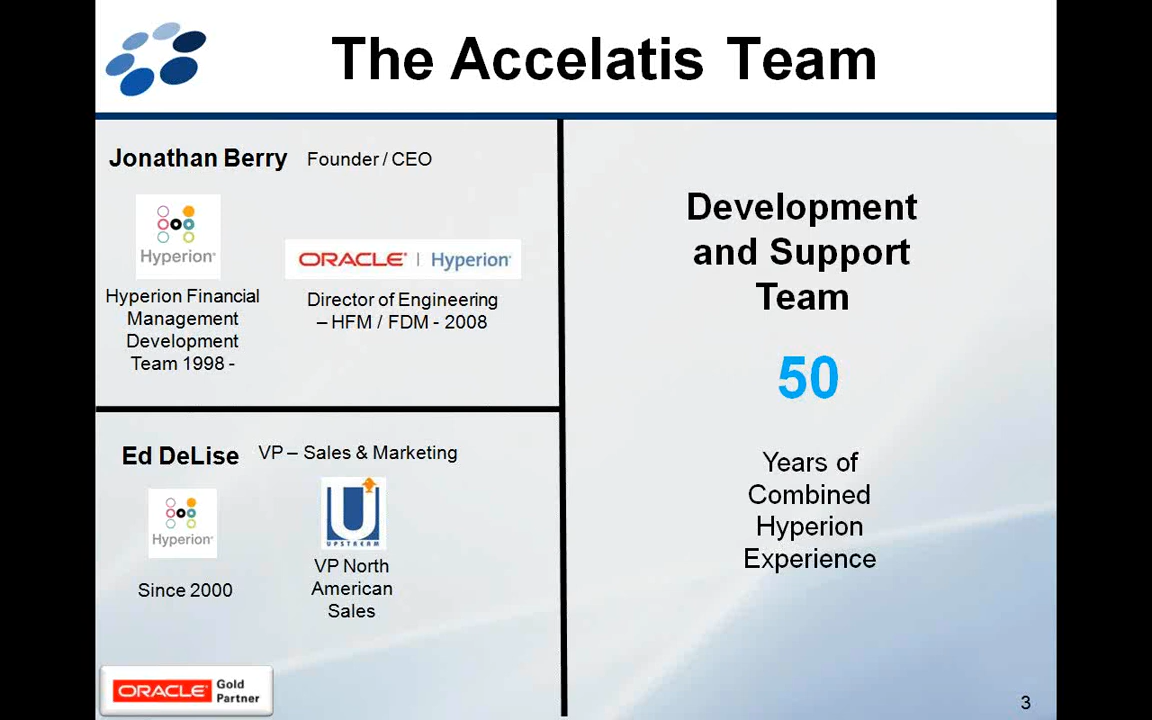 The Accelatis Team
Jonathan Berry Founder / CEO
Hyperion®
ORACLE® | Hyperion®
Hyperion Financial
Management
Development
Team 1998 -
Director of Engineering
– HFM / FDM - 2008
Ed DeLise VP – Sales & Marketing
Hyperion®
Since 2000
U
UPSTREAM
VP North
American
Sales
Development
and Support
Team
50
Years of
Combined
Hyperion
Experience
ORACLE® Gold
Partner
3